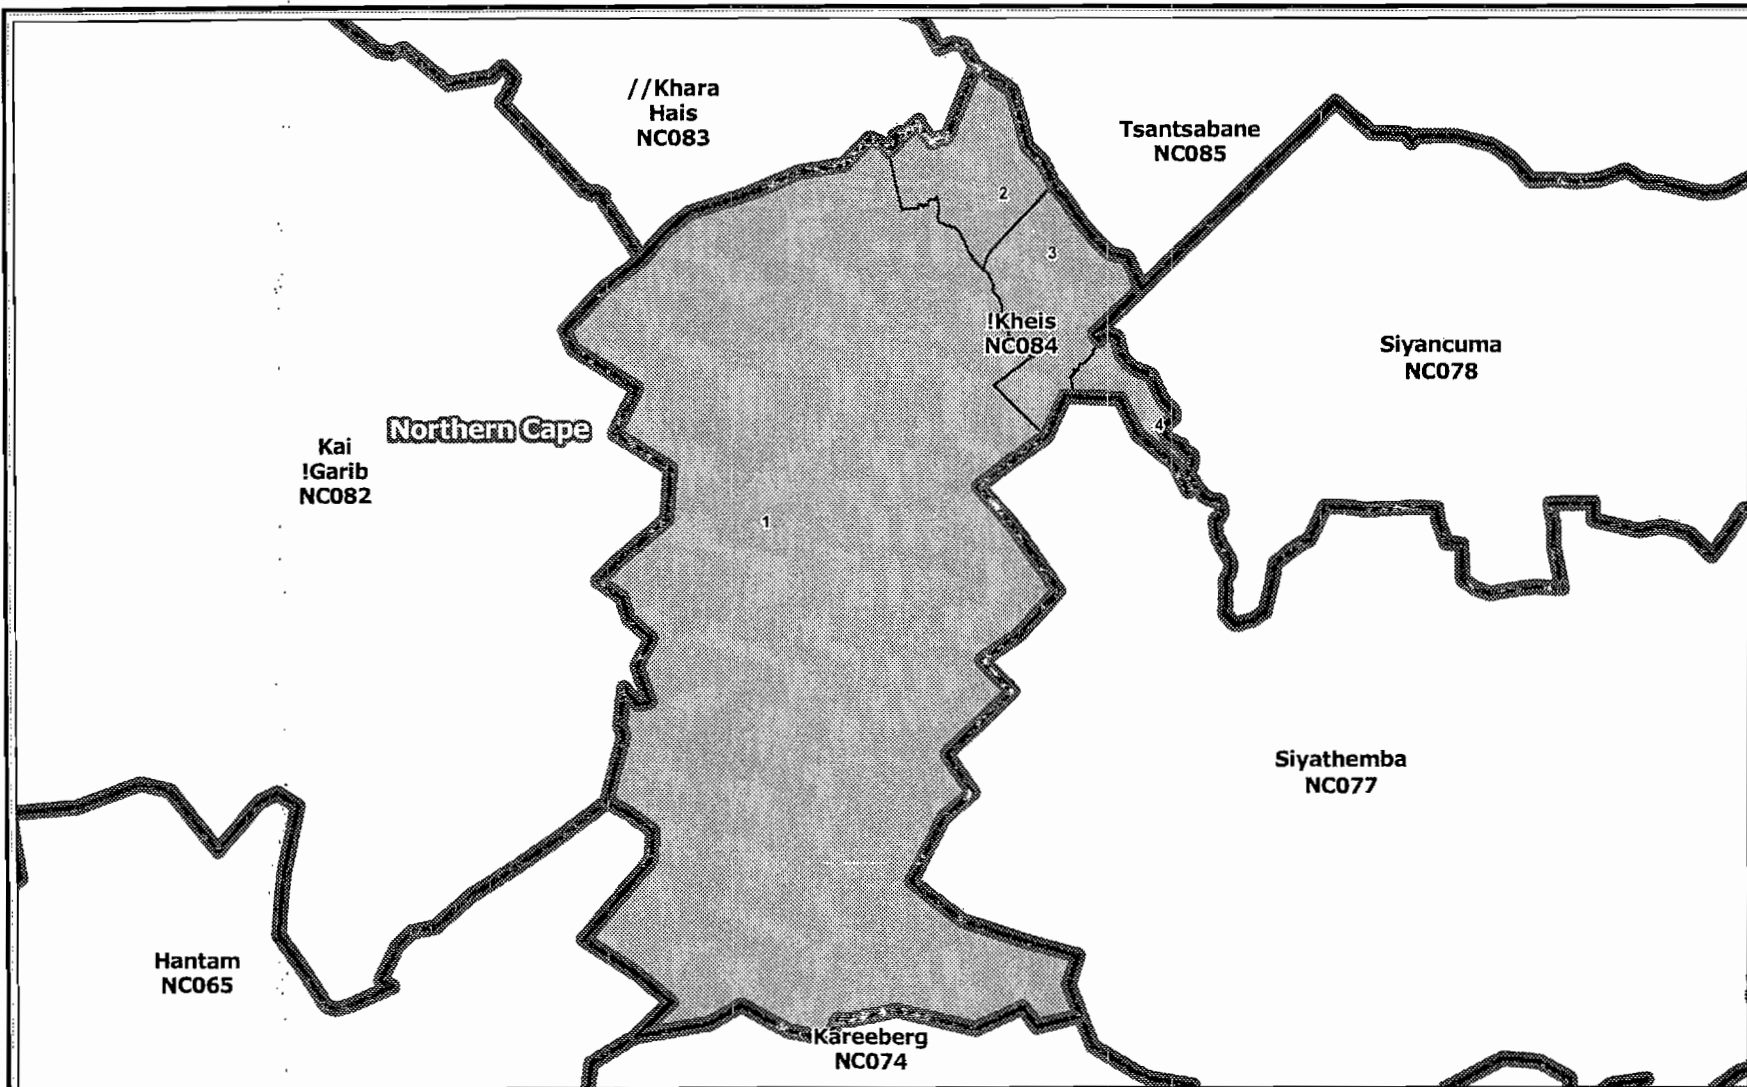 //Khara
Hais
NC083
Tsantsabane
NC085
2
3
!Kheis
NC084
Siyancuma
NC078
4
Northern Cape
Kai
!Garib
NC082
1
Siyathemba
NC077
Hantam
NC065
Kareeberg
NC074